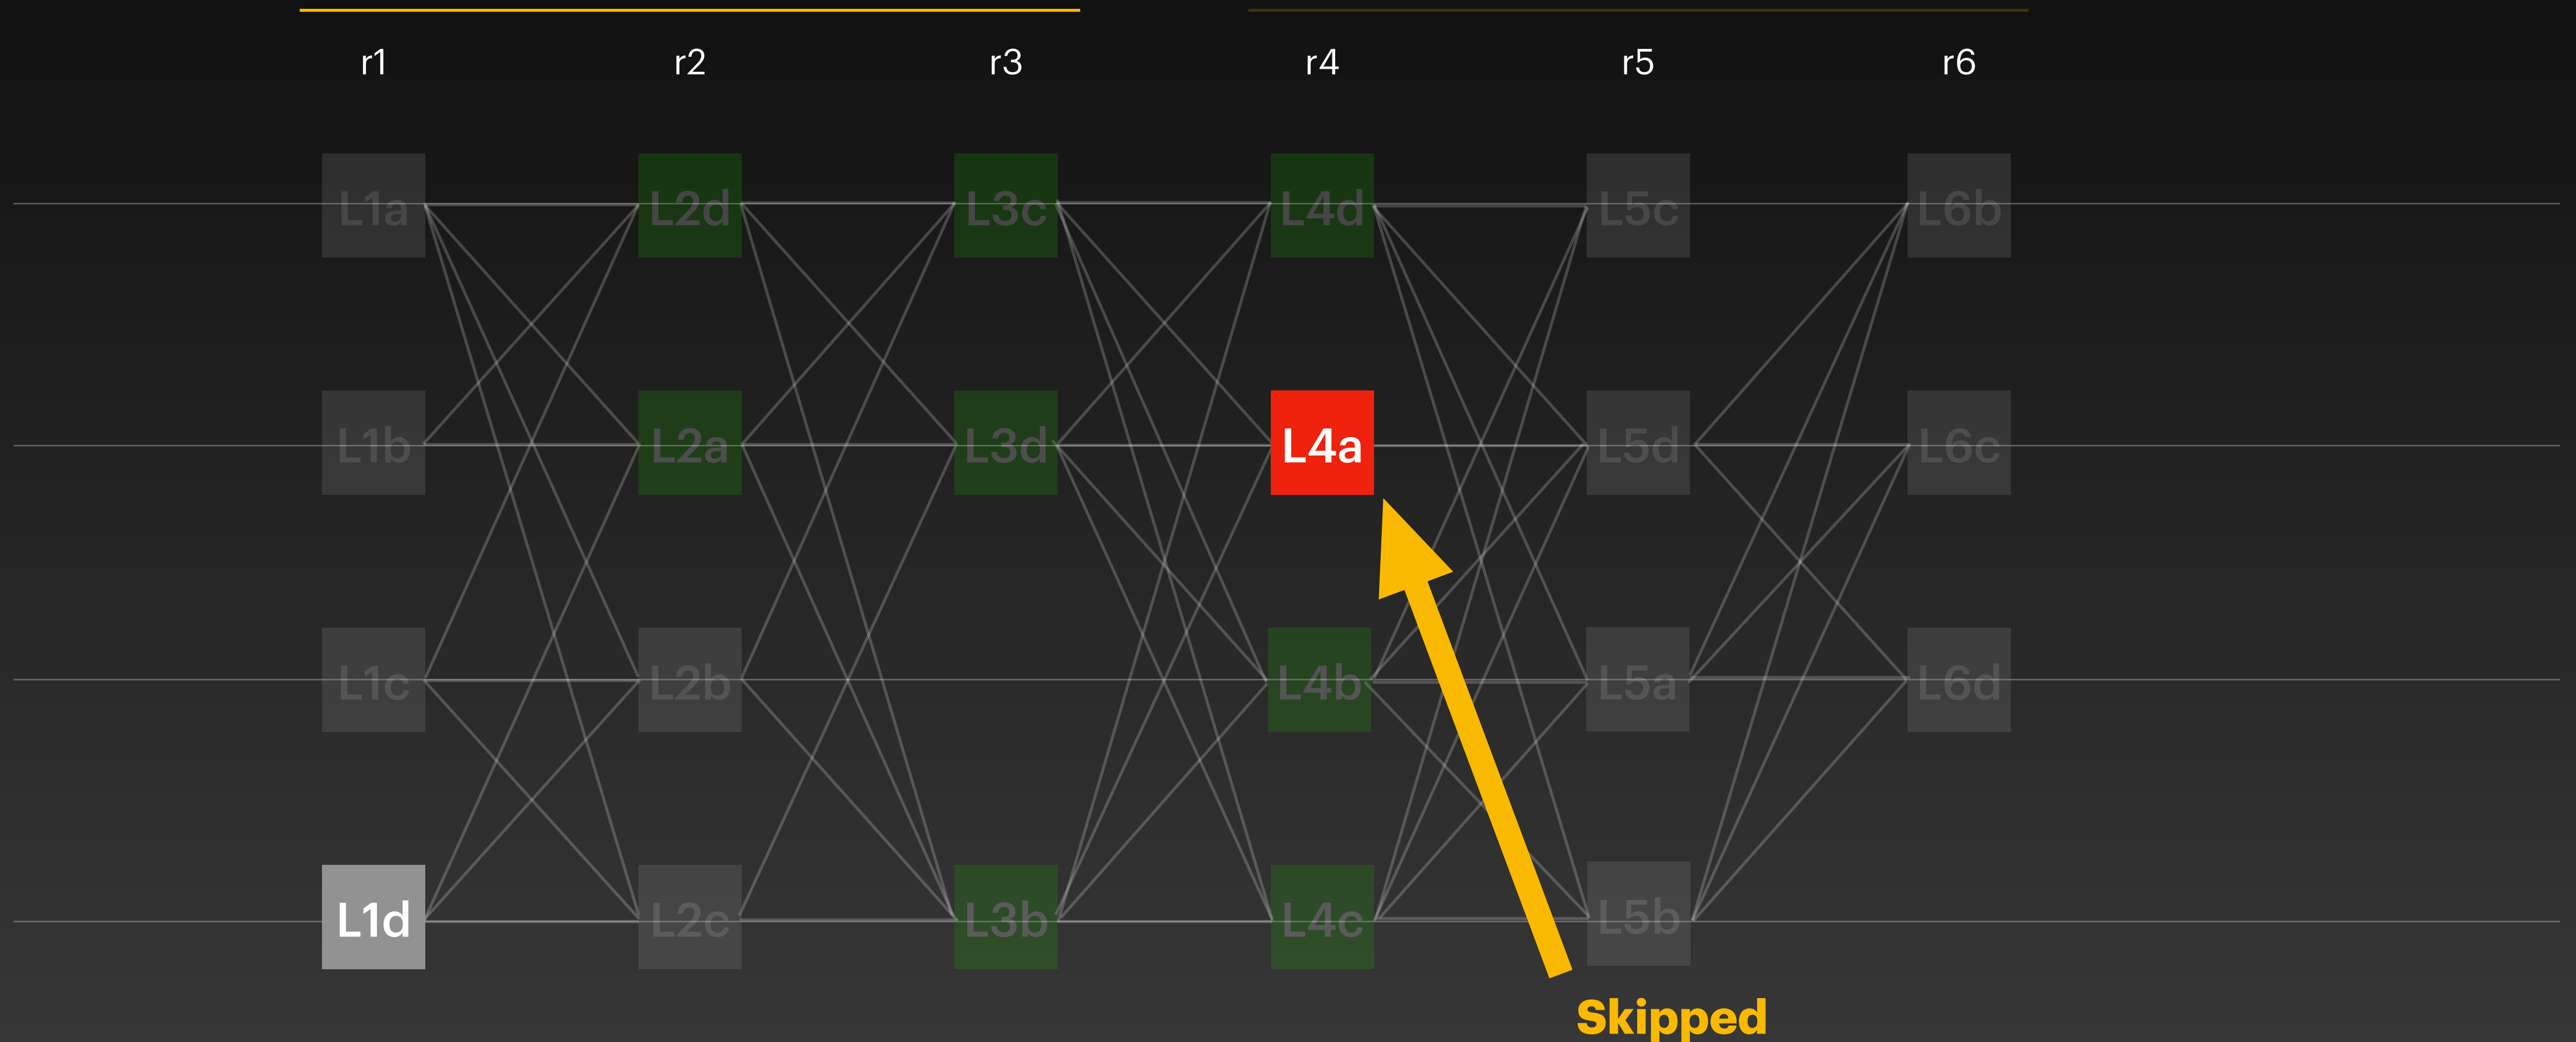 r1 r2 r3 r4 r5 r6
L1a L2d L3c L4d L5c L6b
L1b L2a L3d L4a L5d L6c
L1c L2b L4b L5a L6d
L1d L2c L3b L4c L5b
Skipped